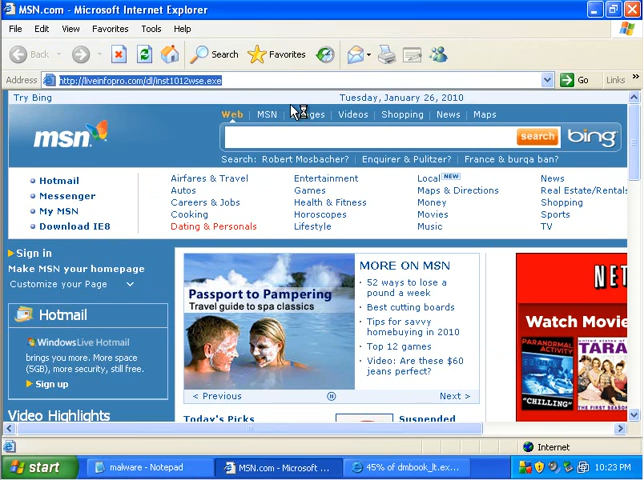 MSN.com - Microsoft Internet Explorer
File Edit View Favorites Tools Help
Back Search Favorites
Address http://liveinfopro.com/dl/inst1012wse.exe Go Links
Try Bing Tuesday, January 26, 2010
Web MSN Videos Shopping News Maps
msn search bing
Search: Robert Mosbacher? Enquirer & Pulitzer? France & burqa ban?
Hotmail
Messenger
My MSN
Download IE8
Airfares & Travel
Autos
Careers & Jobs
Cooking
Dating & Personals
Entertainment
Games
Health & Fitness
Horoscopes
Lifestyle
Local NEW
Maps & Directions
Money
Movies
Music
News
Real Estate/Rentals
Shopping
Sports
TV
Sign in
Make MSN your homepage
Customize your Page
Hotmail
Windows Live Hotmail
brings you more. More space
(5GB), more security, still free.
Sign up
Video Highlights
Passport to Pampering
Travel guide to spa classics
< Previous Next >
MORE ON MSN
52 ways to lose a
pound a week
Best cutting boards
Tips for savvy
homebuying in 2010
Top 12 games
Video: Are these $60
jeans perfect?
Today's Picks
Suspended
NET
Watch Movie
PARANORMAL
ACTIVITY
"CHILLING"
TARA
THE FIRST SEASON
Internet
start malware - Notepad MSN.com - Microsoft ... 45% of dmbook_lt.ex... 10:23 PM